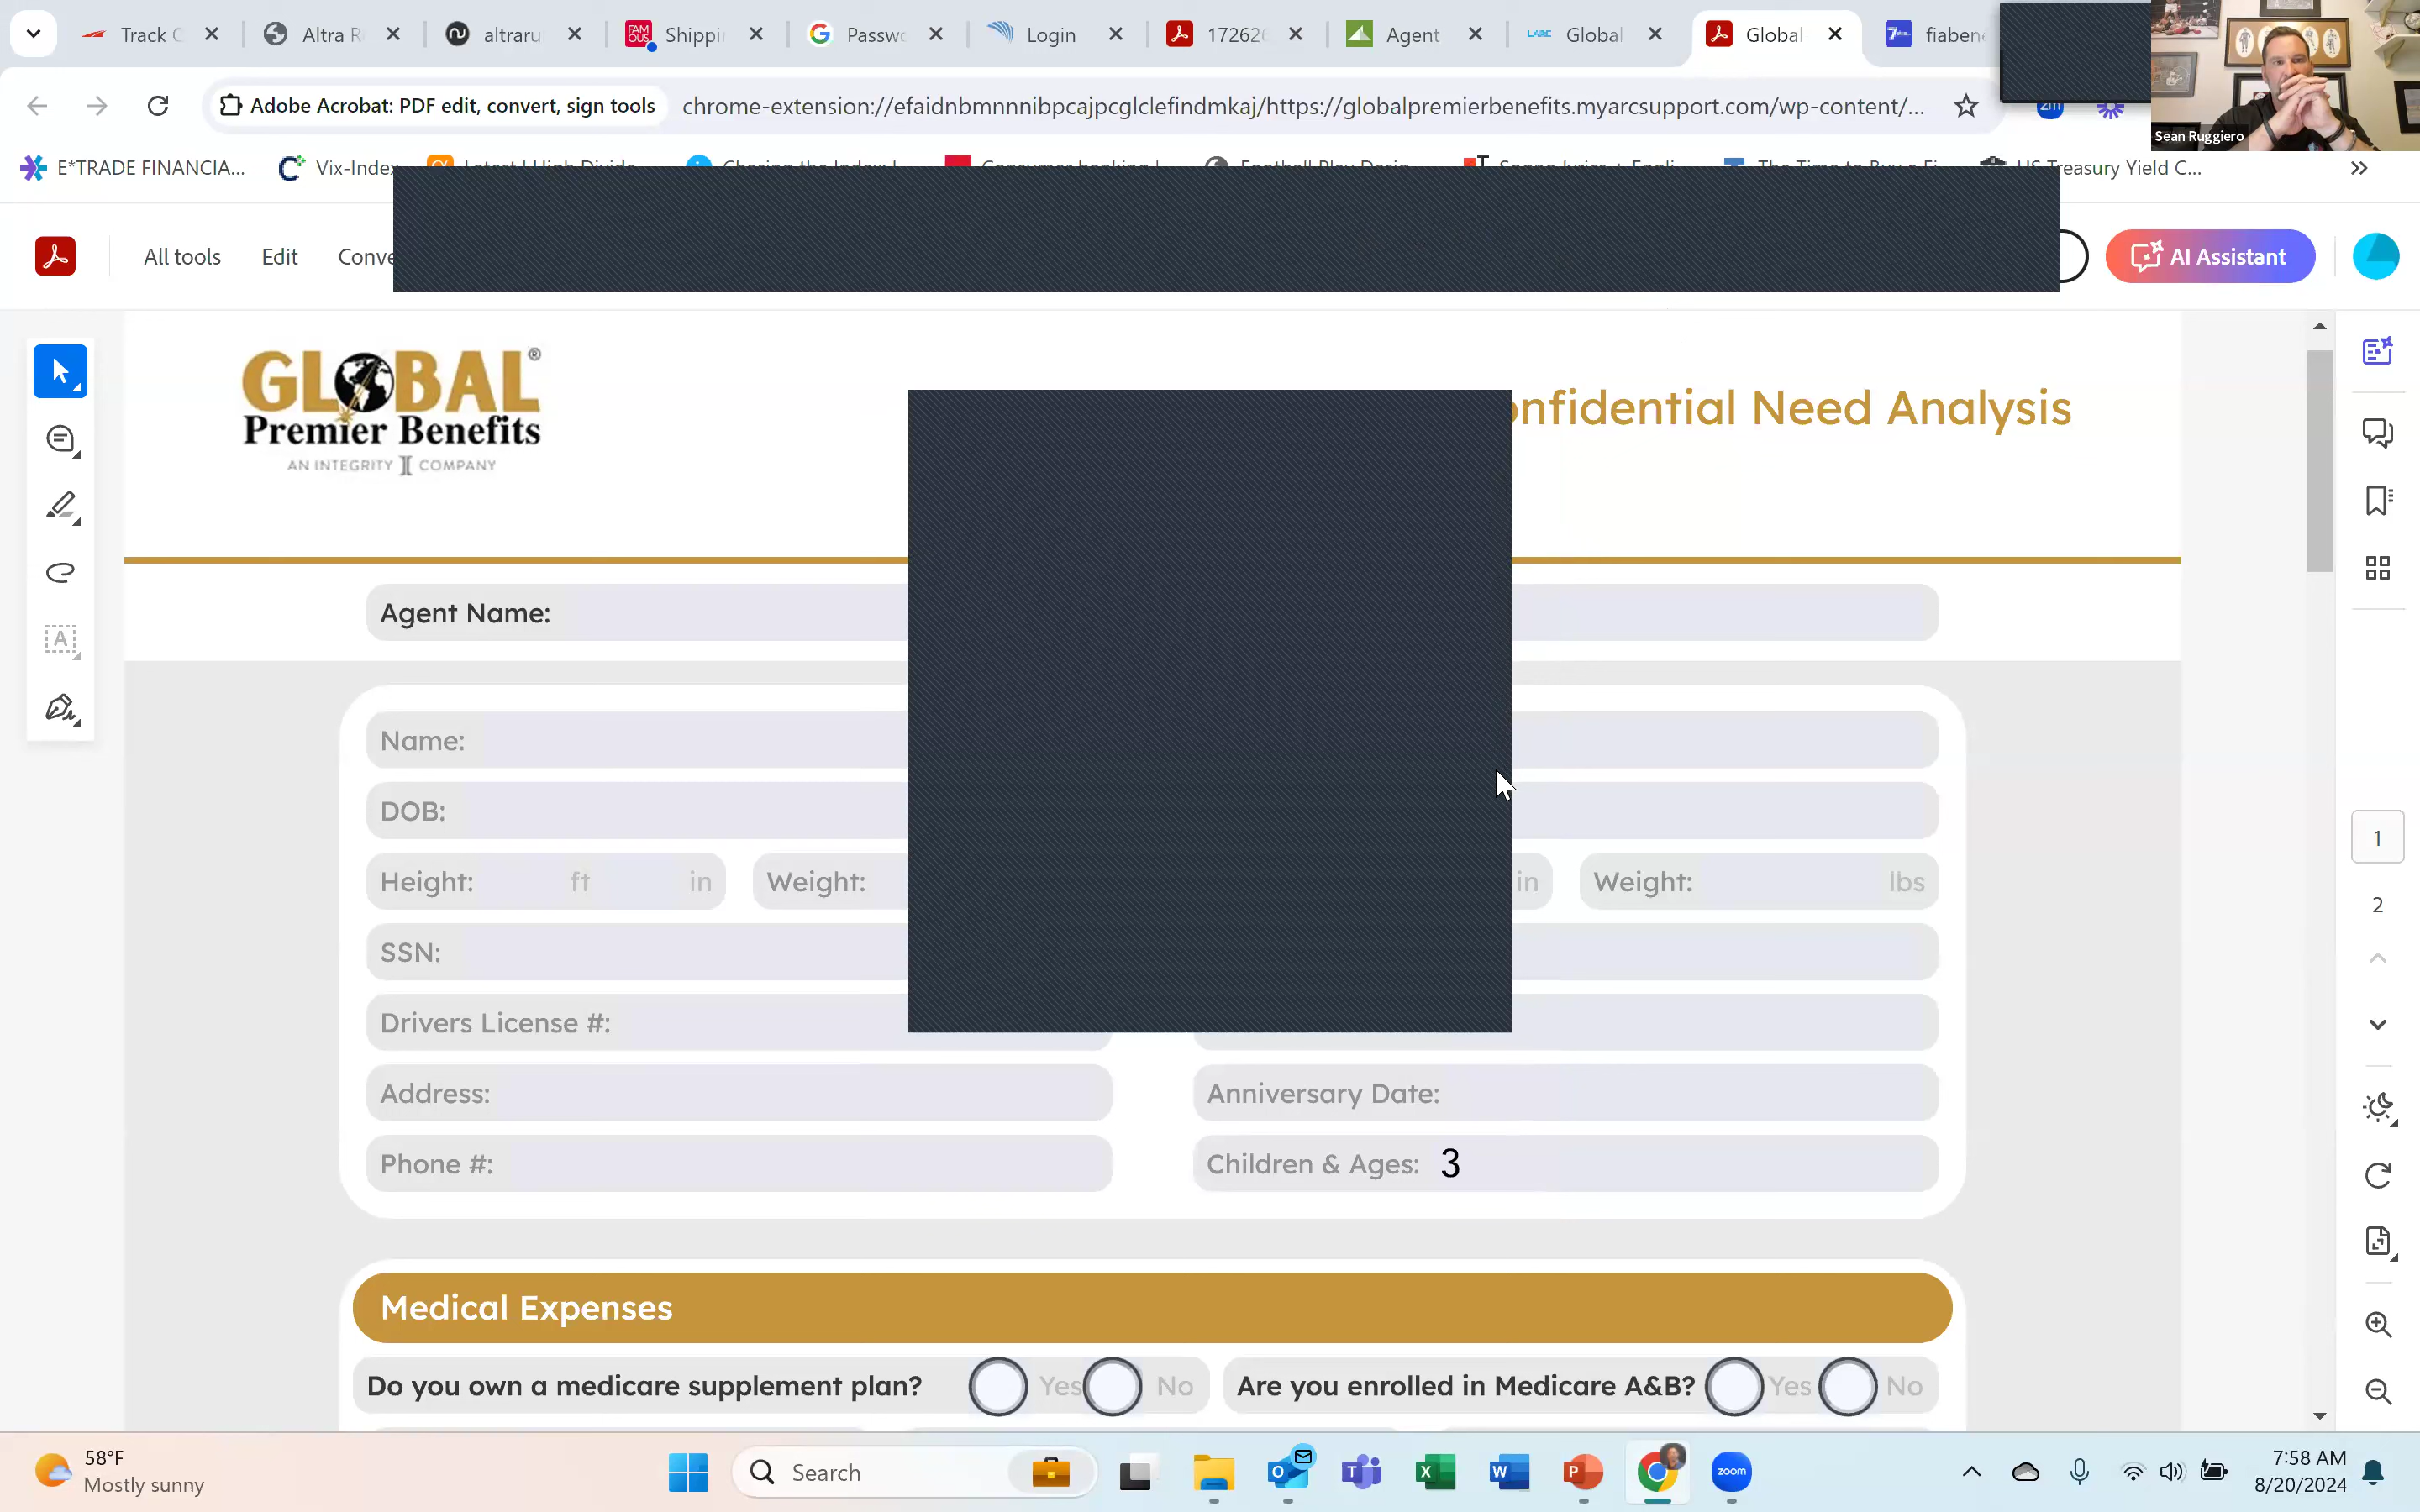 Track C
Altra R
altraru
Shippi
Passwo
Login
17262
Agent
Global
Global
fiabene
Adobe Acrobat: PDF edit, convert, sign tools
chrome-extension://efaidnbmnnnibpcajpcglclefindmkaj/https://globalpremierbenefits.myarcsupport.com/wp-content/...
Sean Ruggiero
E*TRADE FINANCIA...
Vix-Index
US Treasury Yield C...
All tools
Edit
Conve
AI Assistant
GLOBAL®
Premier Benefits
AN INTEGRITY COMPANY
onfidential Need Analysis
Agent Name:
Name:
DOB:
Height: ft in
Weight:
in
Weight: lbs
SSN:
Drivers License #:
Address:
Anniversary Date:
Phone #:
Children & Ages: 3
Medical Expenses
Do you own a medicare supplement plan? Yes No
Are you enrolled in Medicare A&B? Yes No
1
2
58°F
Mostly sunny
Search
zoom
7:58 AM
8/20/2024